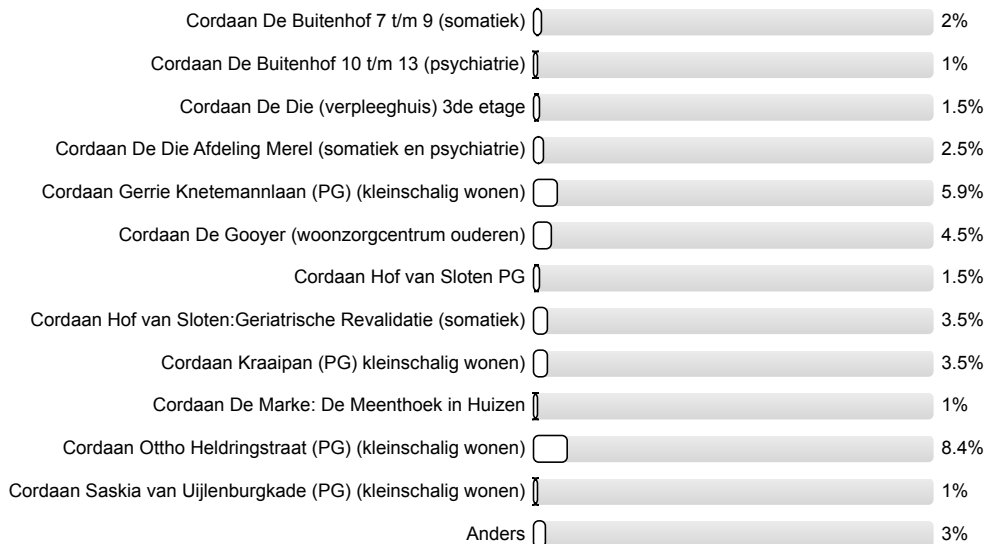 Cordaan De Buitenhof 7 t/m 9 (somatiek) 2%
Cordaan De Buitenhof 10 t/m 13 (psychiatrie) 1%
Cordaan De Die (verpleeghuis) 3de etage 1.5%
Cordaan De Die Afdeling Merel (somatiek en psychiatrie) 2.5%
Cordaan Gerrie Knetemannlaan (PG) (kleinschalig wonen) 5.9%
Cordaan De Gooyer (woonzorgcentrum ouderen) 4.5%
Cordaan Hof van Sloten PG 1.5%
Cordaan Hof van Sloten:Geriatrische Revalidatie (somatiek) 3.5%
Cordaan Kraaipan (PG) kleinschalig wonen) 3.5%
Cordaan De Marke: De Meenthoek in Huizen 1%
Cordaan Ottho Heldringstraat (PG) (kleinschalig wonen) 8.4%
Cordaan Saskia van Uijlenburgkade (PG) (kleinschalig wonen) 1%
Anders 3%